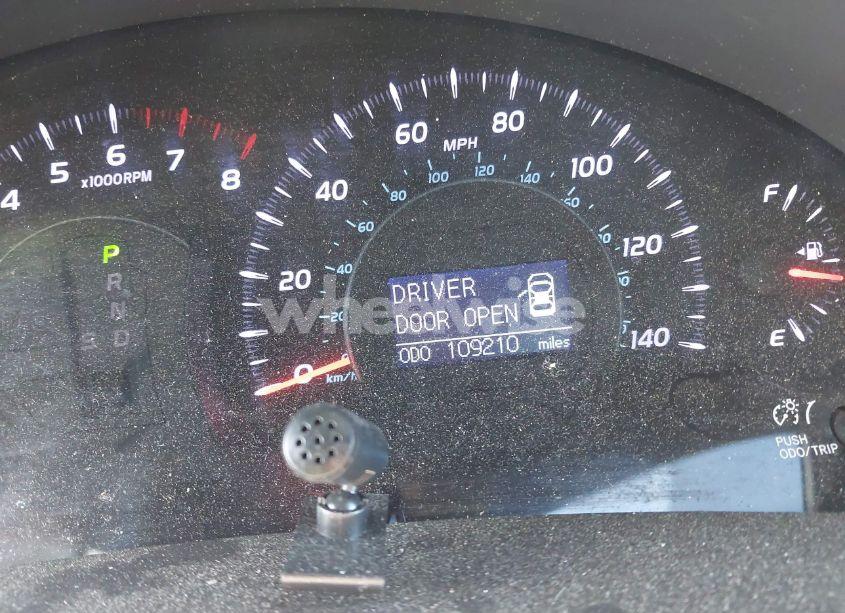 4 5 6 7 8
x1000RPM
P
R
N
S D
0 20 40 60 80 100 120 140
MPH
20 40 60 80 100 120 140
km/h
DRIVER
DOOR OPEN
ODO 109210 miles
F
E
PUSH
ODO/TRIP
wheelwise